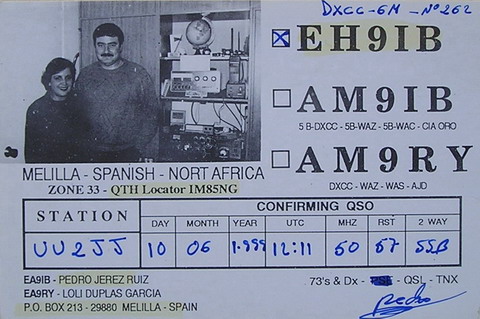 DXCC-6M - Nº 262
EH9IB
AM9IB
5 B-DXCC - 5B-WAZ - 5B-WAC - CIA ORO
AM9RY
DXCC - WAZ - WAS - AJD
MELILLA - SPANISH - NORT AFRICA
ZONE 33 - QTH Locator IM85NG
STATION
CONFIRMING QSO
DAY MONTH YEAR UTC MHZ RST 2 WAY
UU2JJ 10 06 1.999 12:11 50 57 SSB
EA9IB - PEDRO JEREZ RUIZ
EA9RY - LOLI DUPLAS GARCIA
P.O. BOX 213 - 29880 MELILLA - SPAIN
73's & Dx - QSL - TNX
Pedro